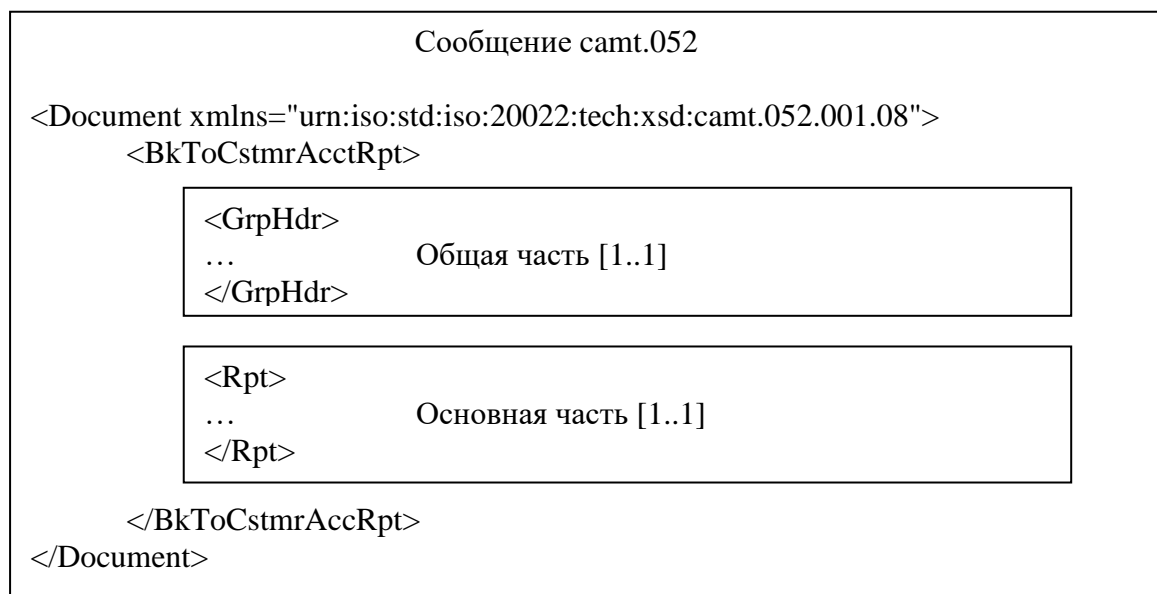 Сообщение camt.052
<Document xmlns="urn:iso:std:iso:20022:tech:xsd:camt.052.001.08">
<BkToCstmrAcctRpt>
<GrpHdr>
… Общая часть [1..1]
</GrpHdr>
<Rpt>
… Основная часть [1..1]
</Rpt>
</BkToCstmrAccRpt>
</Document>